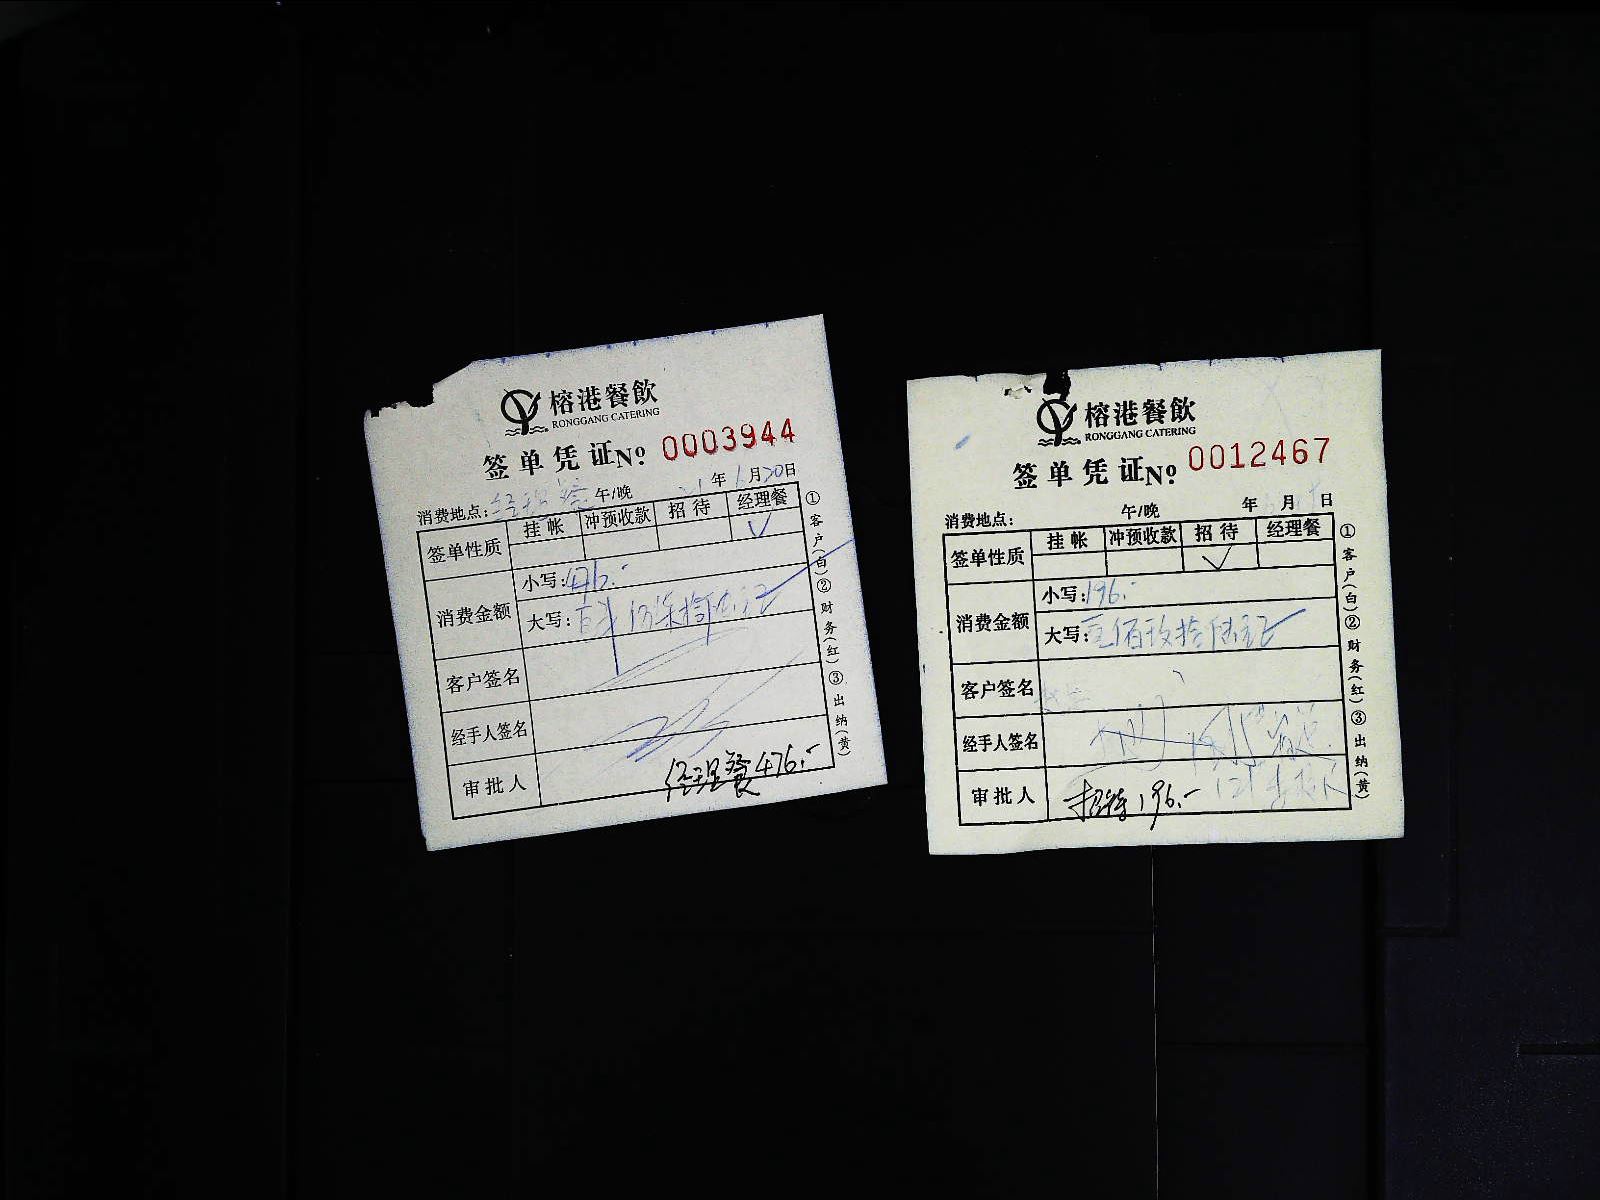 榕港餐飲
RONGGANG CATERING
签单凭证No. 0003944
消费地点: 经理餐 午/晚 21年1月20日
签单性质 挂帐 冲预收款 招待 经理餐
✓
消费金额
小写: 476.-
大写:
客户签名
经手人签名
审批人
经理餐 476.-
①客户(白)②财务(红)③出纳(黄)
榕港餐飲
RONGGANG CATERING
签单凭证No. 0012467
消费地点: 午/晚 年 月 日
签单性质 挂帐 冲预收款 招待 经理餐
✓
消费金额
小写: 196.-
大写: 壹佰玖拾陆元正
客户签名
经手人签名
审批人
招待 196.-
①客户(白)②财务(红)③出纳(黄)